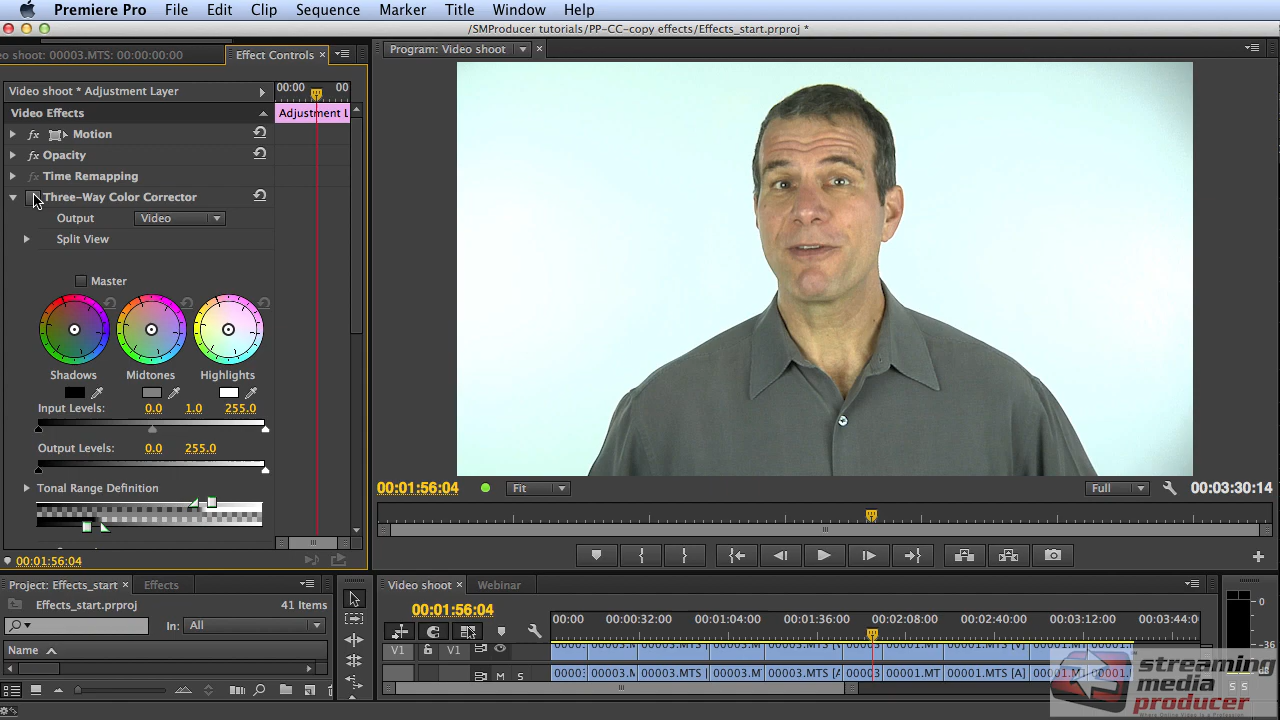 Premiere Pro File Edit Clip Sequence Marker Title Window Help
/SMProducer tutorials/PP-CC-copy effects/Effects_start.prproj *
eo shoot: 00003.MTS: 00:00:00:00 Effect Controls ×
Program: Video shoot ×
Video shoot * Adjustment Layer
00:00 00
Video Effects
Adjustment L
fx Motion
fx Opacity
fx Time Remapping
Three-Way Color Corrector
Output Video
Split View
Master
Shadows Midtones Highlights
Input Levels: 0.0 1.0 255.0
Output Levels: 0.0 255.0
Tonal Range Definition
00:01:56:04
00:01:56:04 Fit Full 00:03:30:14
Project: Effects_start × Effects
Effects_start.prproj 41 Items
In: All
Name
Video shoot × Webinar
00:01:56:04
00:00 00:00:32:00 00:01:04:00 00:01:36:00 00:02:08:00 00:02:40:00 00:03:12:00 00:03:44:0
V1 V1
M S
00003: 00003.M 00003.MTS [A] 00003.M 00003.MTS [A 00003 00001.MT 00001.MTS [A] 00001.MT 00001.
0
-36
dB
S S
streaming
media
producer